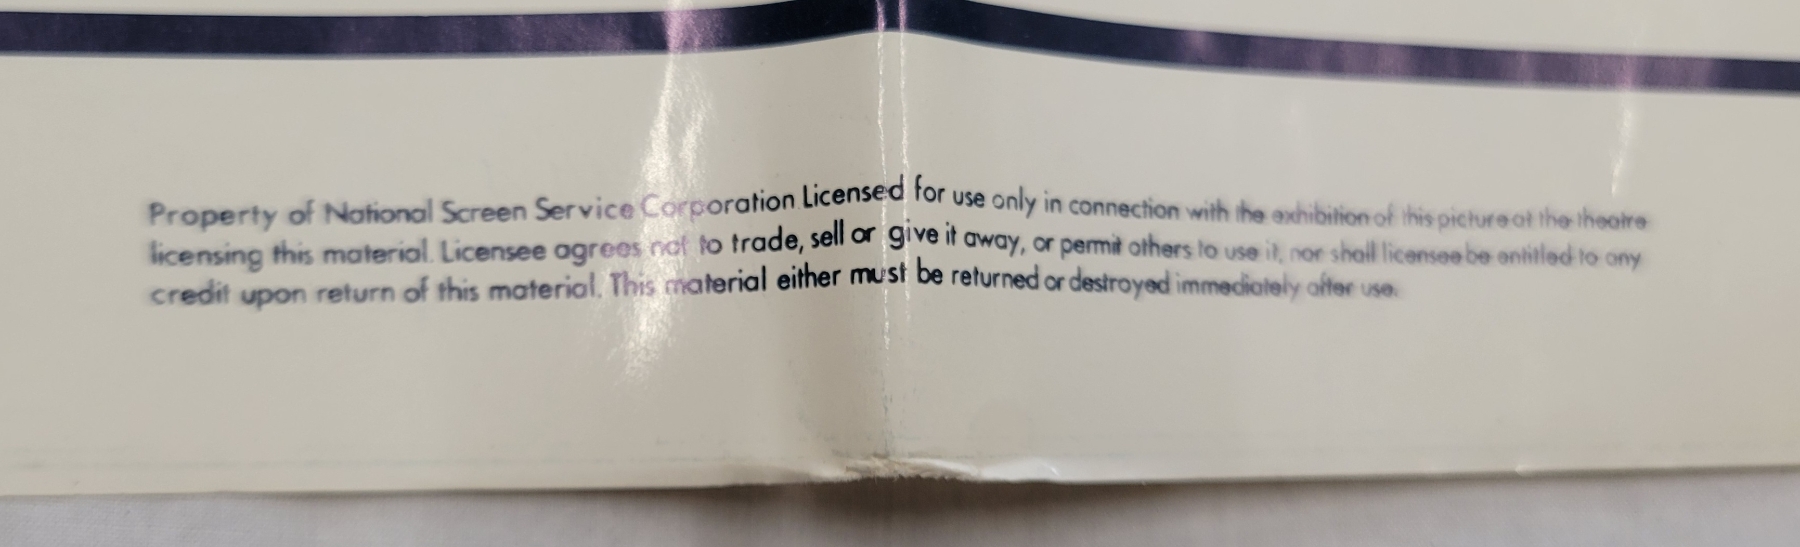 Property of National Screen Service Corporation Licensed for use only in connection with the exhibition of this picture at the theatre
licensing this material. Licensee agrees not to trade, sell or give it away, or permit others to use it, nor shall licensee be entitled to any
credit upon return of this material. This material either must be returned or destroyed immediately after use.